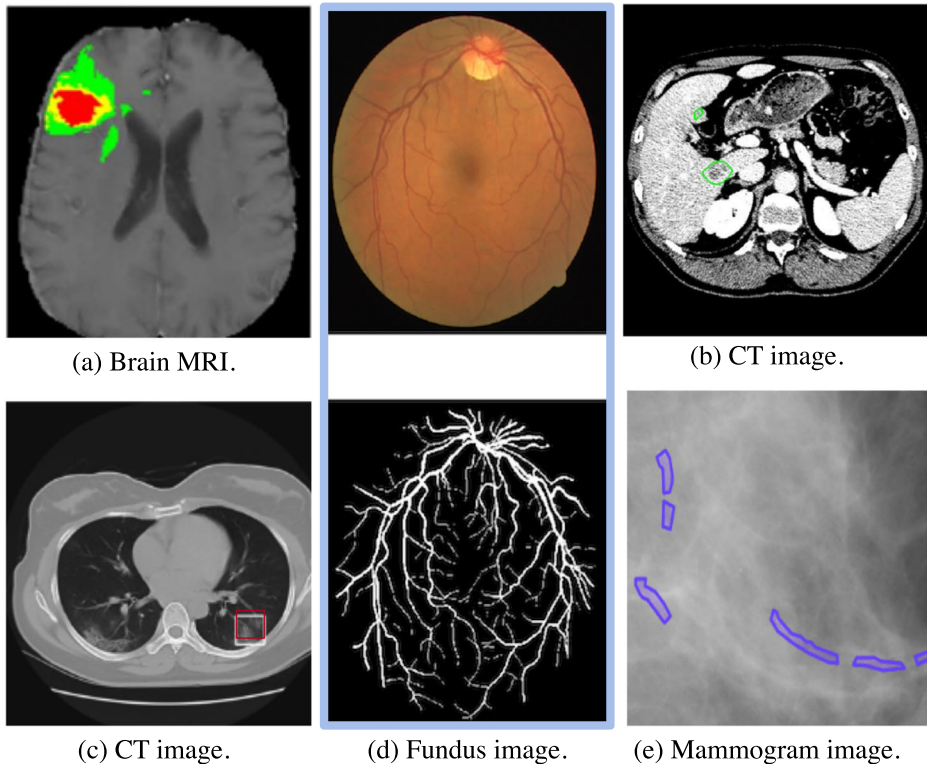 (a) Brain MRI.
(b) CT image.
(c) CT image.
(d) Fundus image.
(e) Mammogram image.